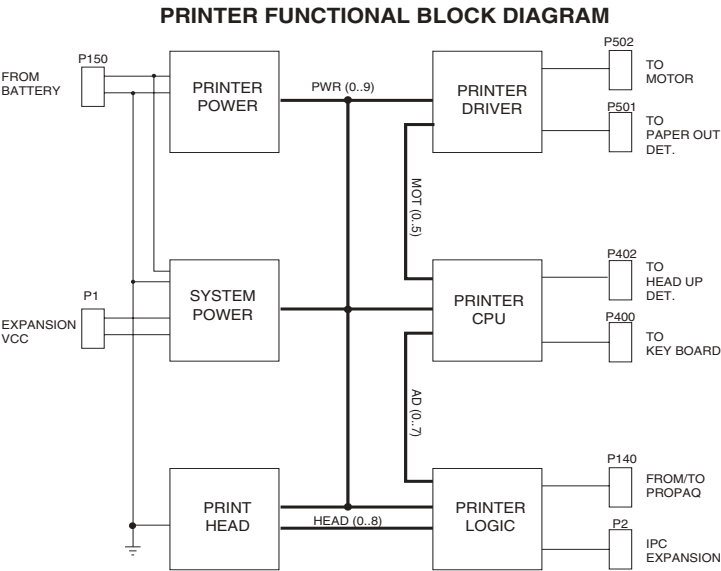 PRINTER FUNCTIONAL BLOCK DIAGRAM
P150
FROM
BATTERY
PRINTER
POWER
PWR (0..9)
PRINTER
DRIVER
P502
TO
MOTOR
P501
TO
PAPER OUT
DET.
MOT (0..5)
P1
EXPANSION
VCC
SYSTEM
POWER
PRINTER
CPU
P402
TO
HEAD UP
DET.
P400
TO
KEY BOARD
AD (0..7)
PRINT
HEAD
HEAD (0..8)
PRINTER
LOGIC
P140
FROM/TO
PROPAQ
P2
IPC
EXPANSION